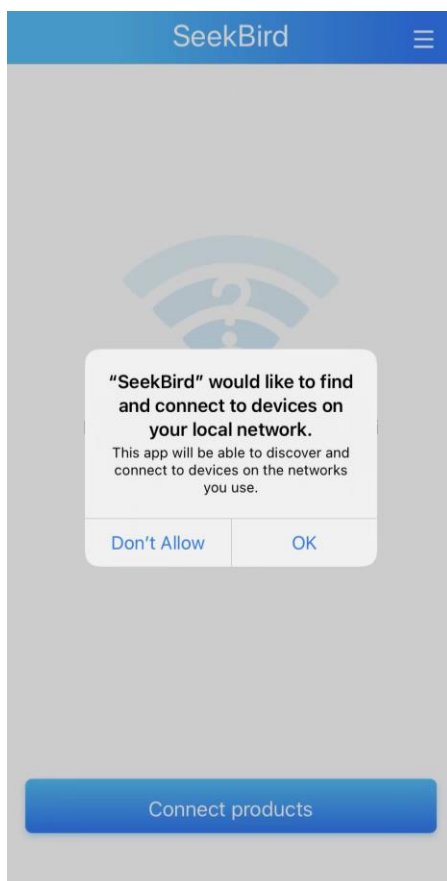 SeekBird
“SeekBird” would like to find
and connect to devices on
your local network.
This app will be able to discover and
connect to devices on the networks
you use.
Don’t Allow
OK
Connect products